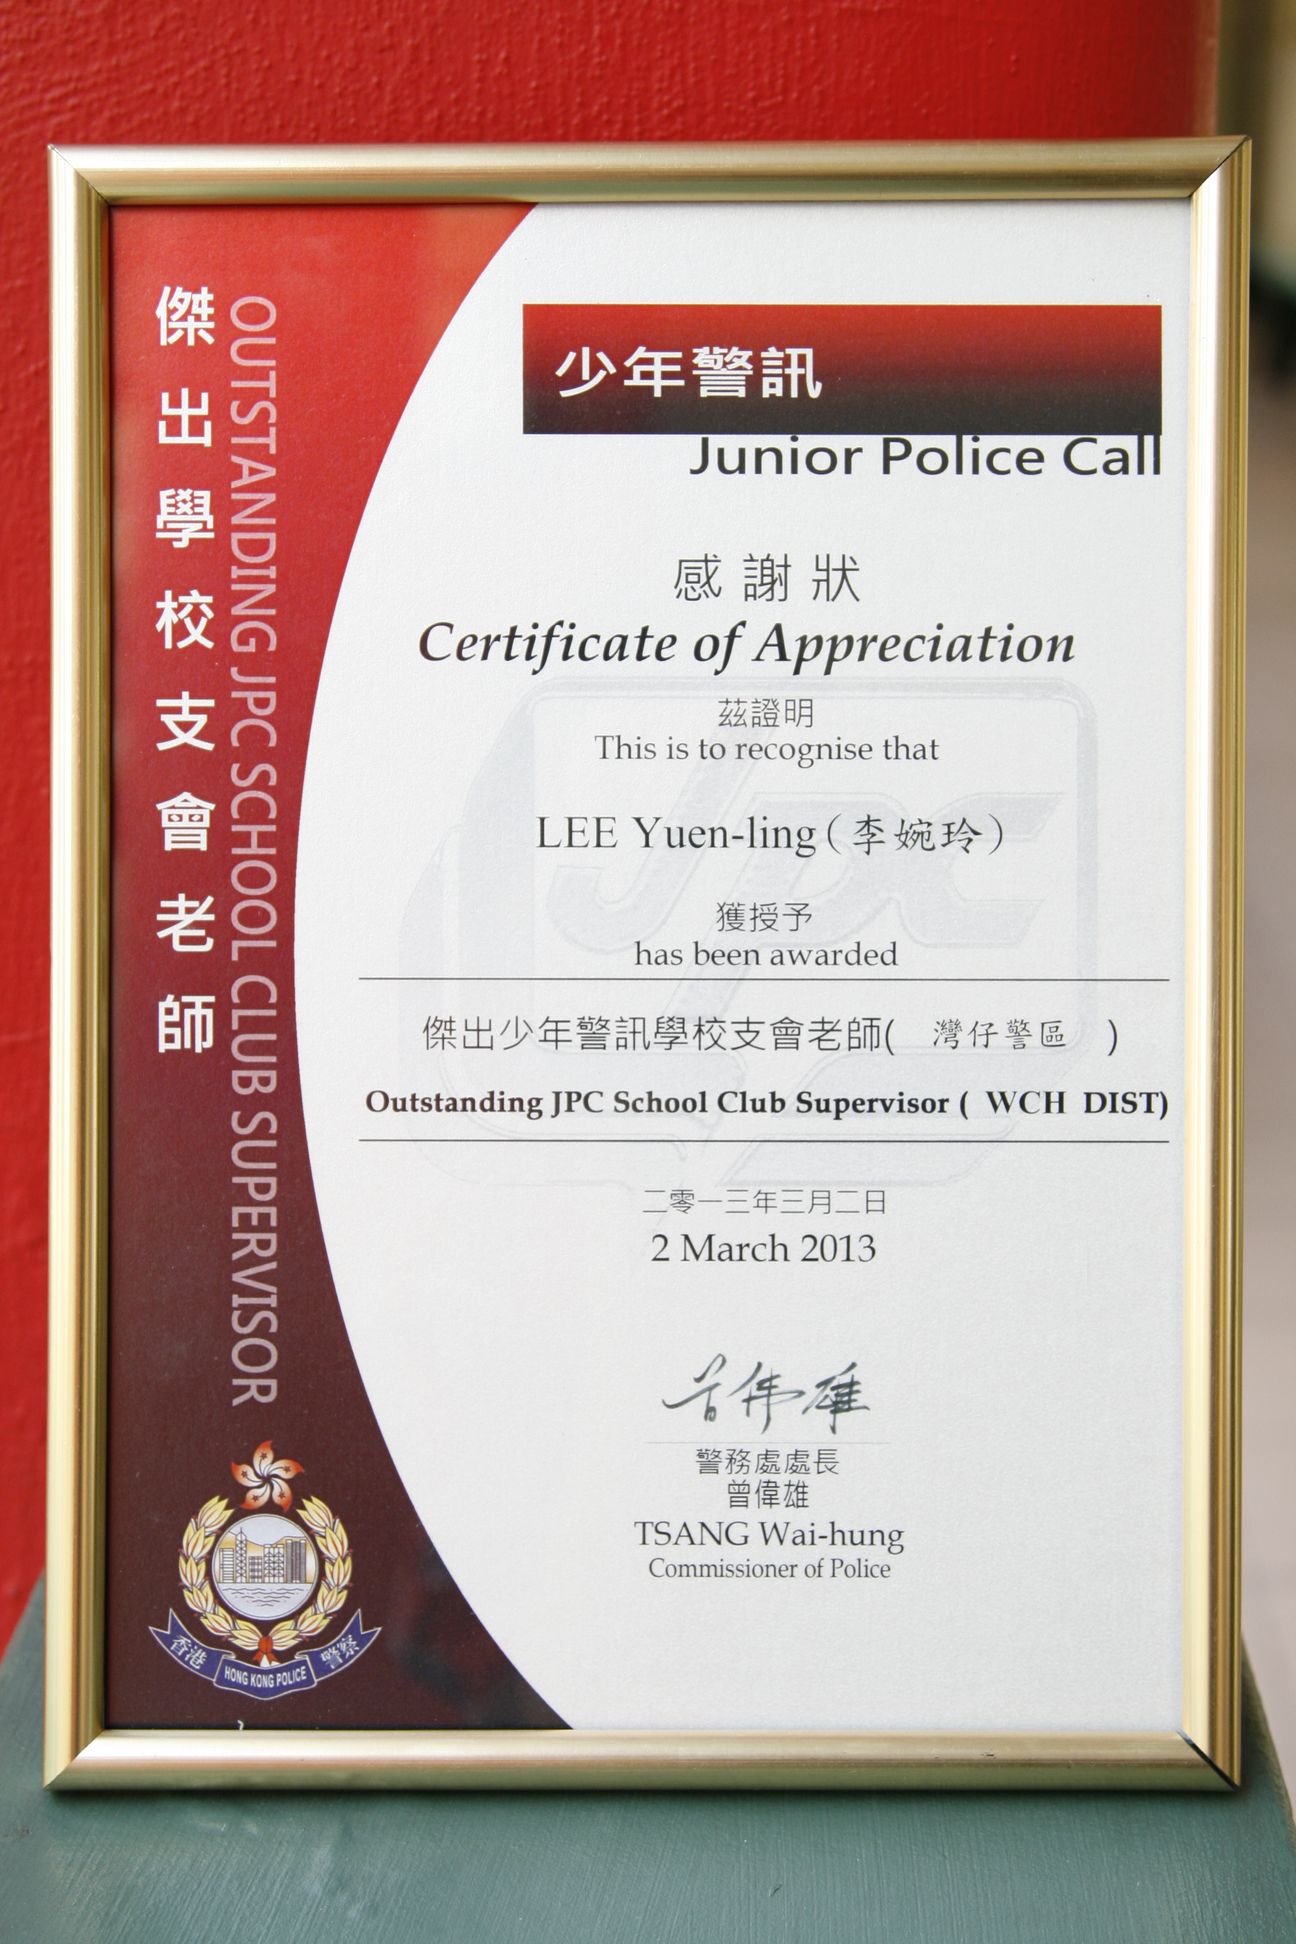 傑出學校支會老師
OUTSTANDING JPC SCHOOL CLUB SUPERVISOR
少年警訊
Junior Police Call
感謝狀
Certificate of Appreciation
茲證明
This is to recognise that
LEE Yuen-ling(李婉玲)
獲授予
has been awarded
傑出少年警訊學校支會老師( 灣仔警區 )
Outstanding JPC School Club Supervisor ( WCH DIST)
二零一三年三月二日
2 March 2013
曾偉雄
警務處處長
曾偉雄
TSANG Wai-hung
Commissioner of Police
JPC
香港 HONG KONG POLICE 警察